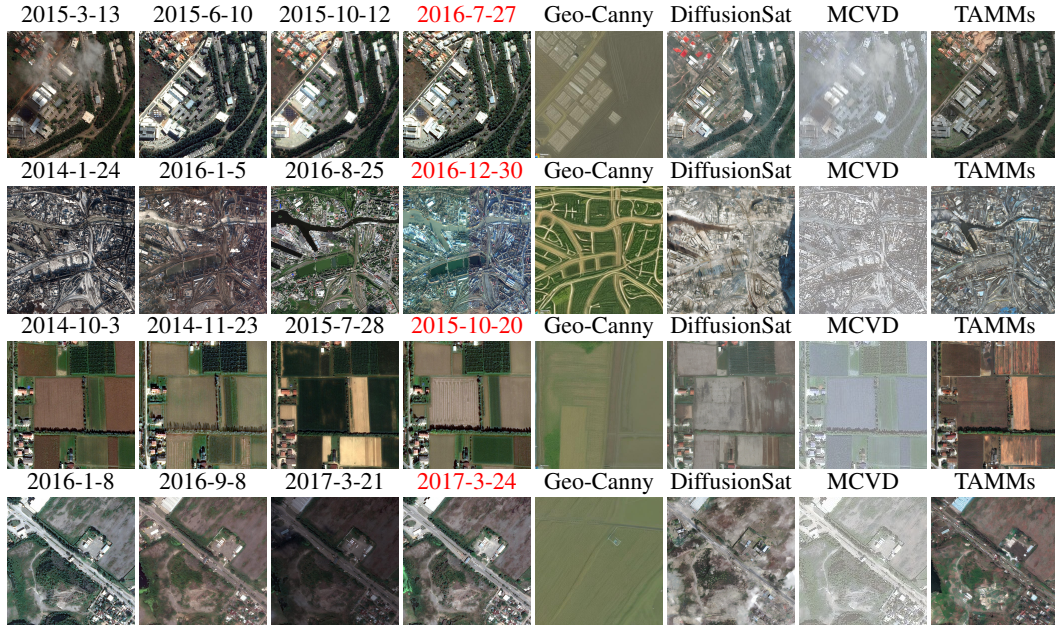 2015-3-13 2015-6-10 2015-10-12 2016-7-27 Geo-Canny DiffusionSat MCVD TAMMs
2014-1-24 2016-1-5 2016-8-25 2016-12-30 Geo-Canny DiffusionSat MCVD TAMMs
2014-10-3 2014-11-23 2015-7-28 2015-10-20 Geo-Canny DiffusionSat MCVD TAMMs
2016-1-8 2016-9-8 2017-3-21 2017-3-24 Geo-Canny DiffusionSat MCVD TAMMs